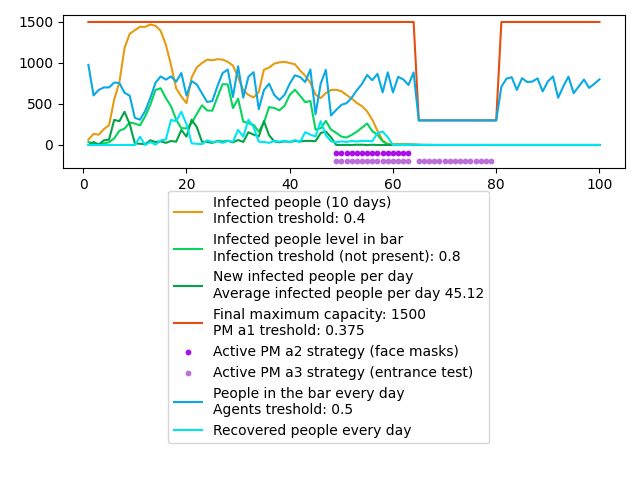 1500
1000
500
0
0 20 40 60 80 100
Infected people (10 days)
Infection treshold: 0.4
Infected people level in bar
Infection treshold (not present): 0.8
New infected people per day
Average infected people per day 45.12
Final maximum capacity: 1500
PM a1 treshold: 0.375
Active PM a2 strategy (face masks)
Active PM a3 strategy (entrance test)
People in the bar every day
Agents treshold: 0.5
Recovered people every day